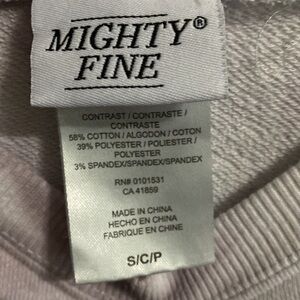 MIGHTY®
FINE
CONTRAST / CONTRASTE /
CONTRASTE
58% COTTON / ALGODON / COTON
39% POLYESTER / POLIESTER /
POLYESTER
3% SPANDEX/SPANDEX/SPANDEX
RN# 0101531
CA 41859
MADE IN CHINA
HECHO EN CHINA
FABRIQUE EN CHINE
S/C/P